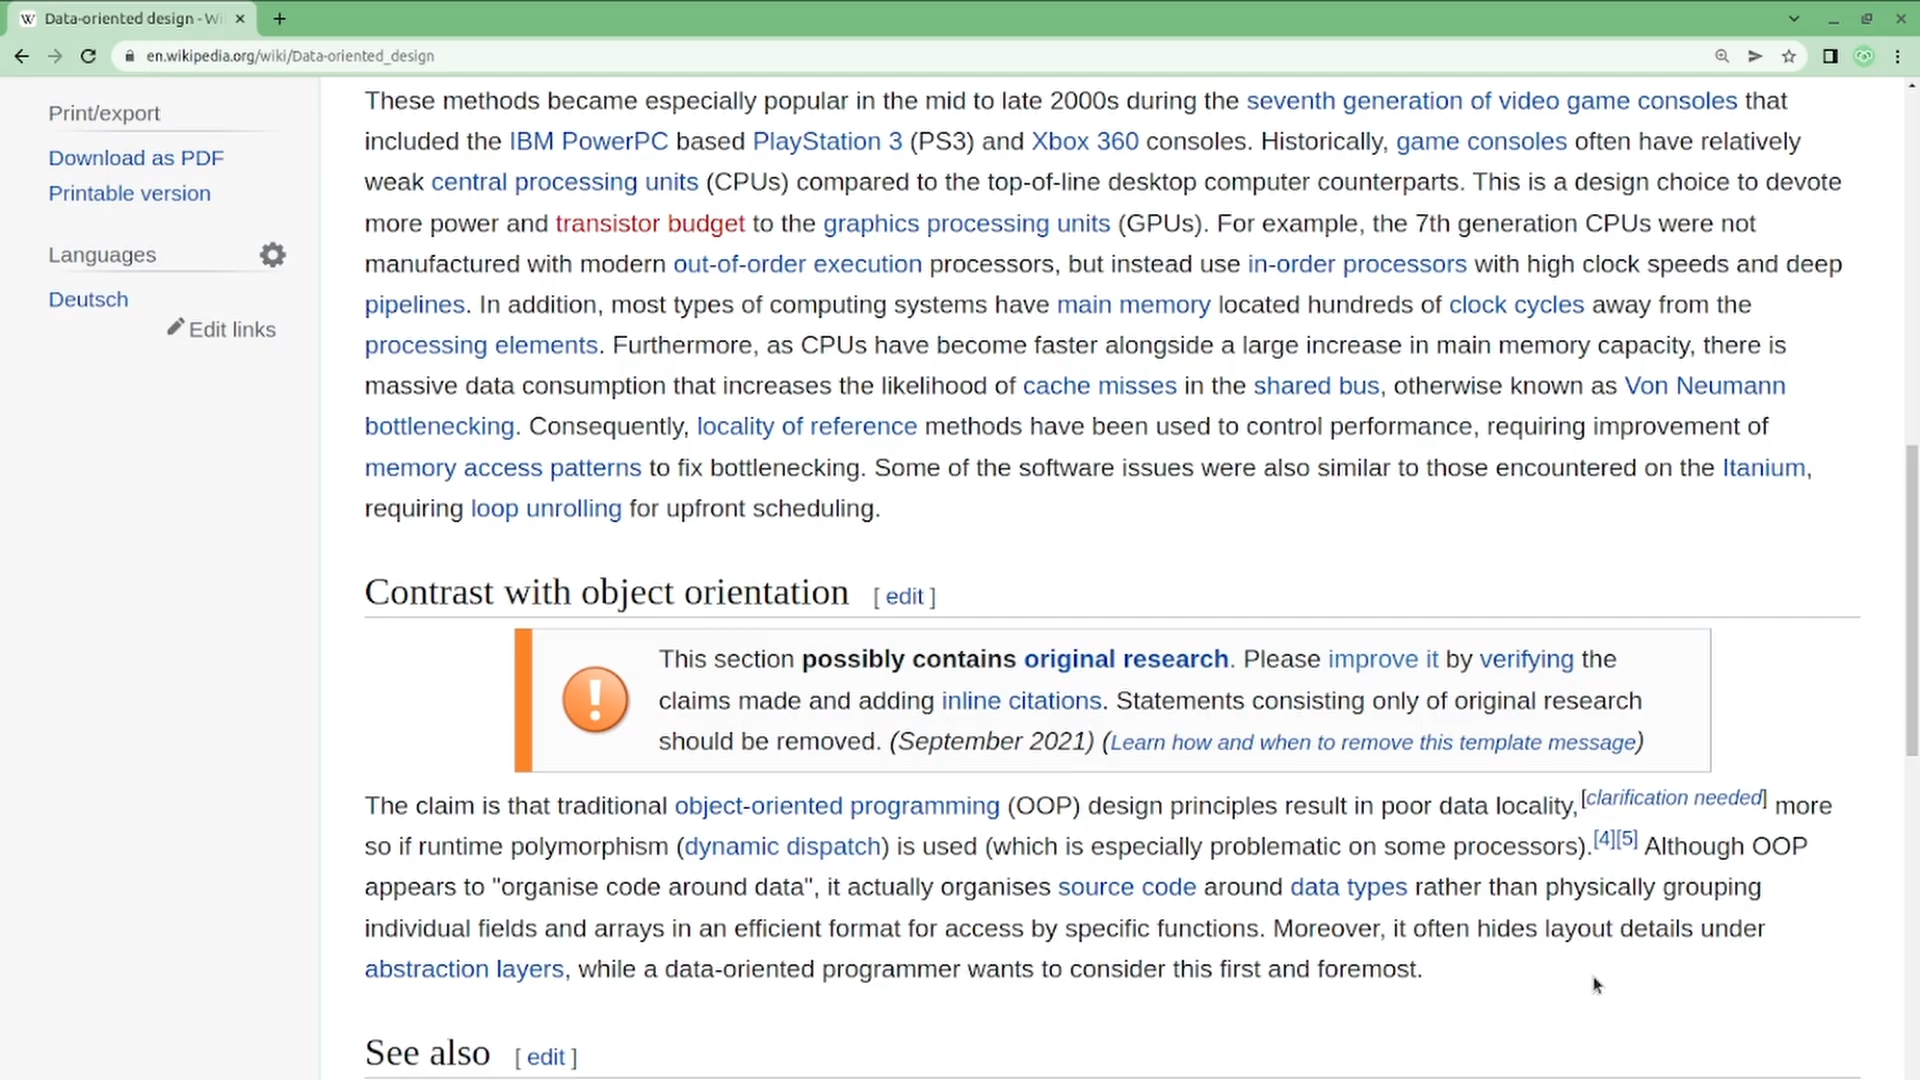 Data-oriented design - Wi
en.wikipedia.org/wiki/Data-oriented_design
Print/export
Download as PDF
Printable version
Languages
Deutsch
Edit links
These methods became especially popular in the mid to late 2000s during the seventh generation of video game consoles that
included the IBM PowerPC based PlayStation 3 (PS3) and Xbox 360 consoles. Historically, game consoles often have relatively
weak central processing units (CPUs) compared to the top-of-line desktop computer counterparts. This is a design choice to devote
more power and transistor budget to the graphics processing units (GPUs). For example, the 7th generation CPUs were not
manufactured with modern out-of-order execution processors, but instead use in-order processors with high clock speeds and deep
pipelines. In addition, most types of computing systems have main memory located hundreds of clock cycles away from the
processing elements. Furthermore, as CPUs have become faster alongside a large increase in main memory capacity, there is
massive data consumption that increases the likelihood of cache misses in the shared bus, otherwise known as Von Neumann
bottlenecking. Consequently, locality of reference methods have been used to control performance, requiring improvement of
memory access patterns to fix bottlenecking. Some of the software issues were also similar to those encountered on the Itanium,
requiring loop unrolling for upfront scheduling.
Contrast with object orientation [ edit ]
This section possibly contains original research. Please improve it by verifying the
claims made and adding inline citations. Statements consisting only of original research
should be removed. (September 2021) (Learn how and when to remove this template message)
The claim is that traditional object-oriented programming (OOP) design principles result in poor data locality,[clarification needed] more
so if runtime polymorphism (dynamic dispatch) is used (which is especially problematic on some processors).[4][5] Although OOP
appears to "organise code around data", it actually organises source code around data types rather than physically grouping
individual fields and arrays in an efficient format for access by specific functions. Moreover, it often hides layout details under
abstraction layers, while a data-oriented programmer wants to consider this first and foremost.
See also [ edit ]